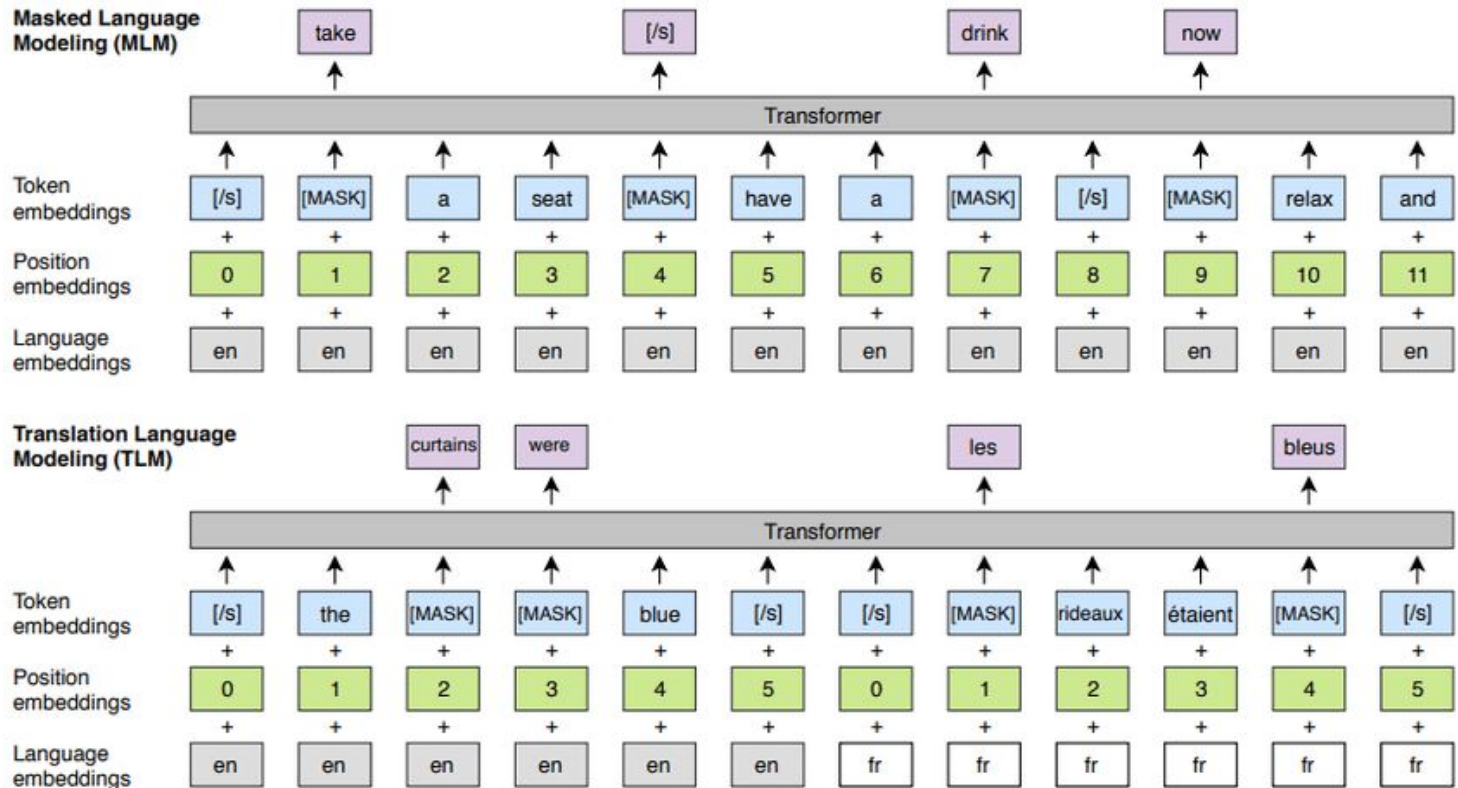 Masked Language
Modeling (MLM)
take [/s] drink now
Transformer
Token
embeddings
[/s] [MASK] a seat [MASK] have a [MASK] [/s] [MASK] relax and
+ + + + + + + + + + + +
Position
embeddings
0 1 2 3 4 5 6 7 8 9 10 11
+ + + + + + + + + + + +
Language
embeddings
en en en en en en en en en en en en
Translation Language
Modeling (TLM)
curtains were les bleus
Transformer
Token
embeddings
[/s] the [MASK] [MASK] blue [/s] [/s] [MASK] rideaux étaient [MASK] [/s]
+ + + + + + + + + + + +
Position
embeddings
0 1 2 3 4 5 0 1 2 3 4 5
+ + + + + + + + + + + +
Language
embeddings
en en en en en en fr fr fr fr fr fr